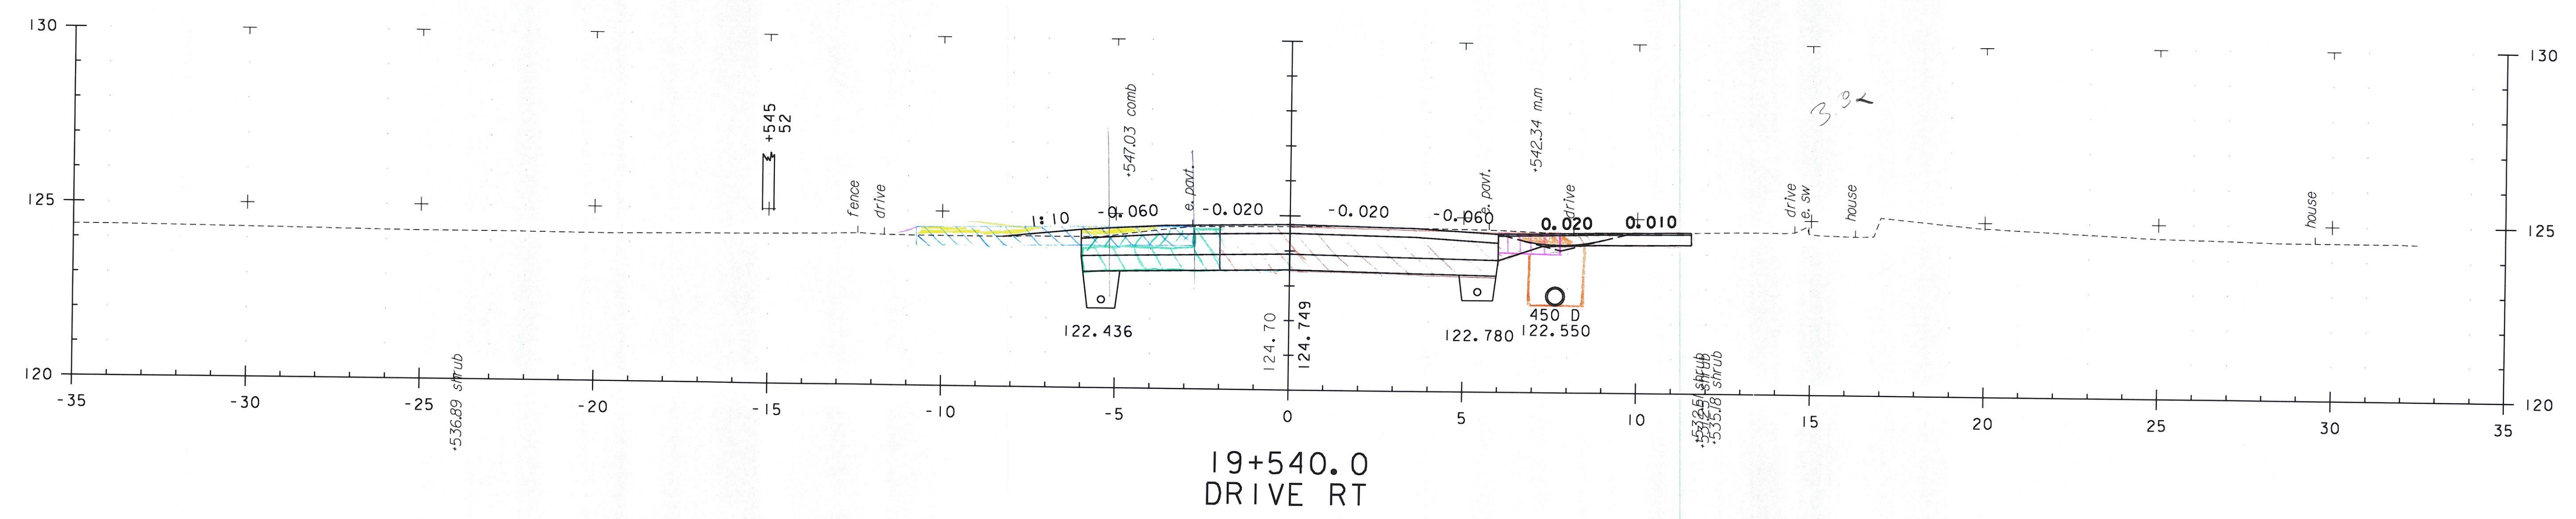 130
130
+545
52
+547.03 comb
+542.34 m.m
125
125
fence
drive
e. pavt.
e. pavt.
drive
drive
e. sw
house
house
1:10
-0.060
-0.020
-0.020
-0.060
0.020
0.010
122.436
124.70
124.749
122.780
450 D
122.550
120
120
-35
-30
-25
-20
-15
-10
-5
0
5
10
15
20
25
30
35
+536.89 shrub
+535.18 shrub
19+540.0
DRIVE RT